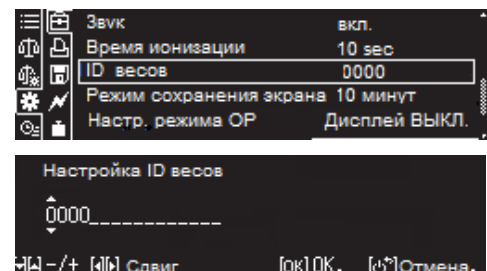 Звук вкл.
Время ионизации 10 sec
ID весов 0000
Режим сохранения экрана 10 минут
Настр. режима ОР Дисплей ВЫКЛ.
Настройка ID весов
0000____________
-/+ Сдвиг [OK]OK. Отмена.